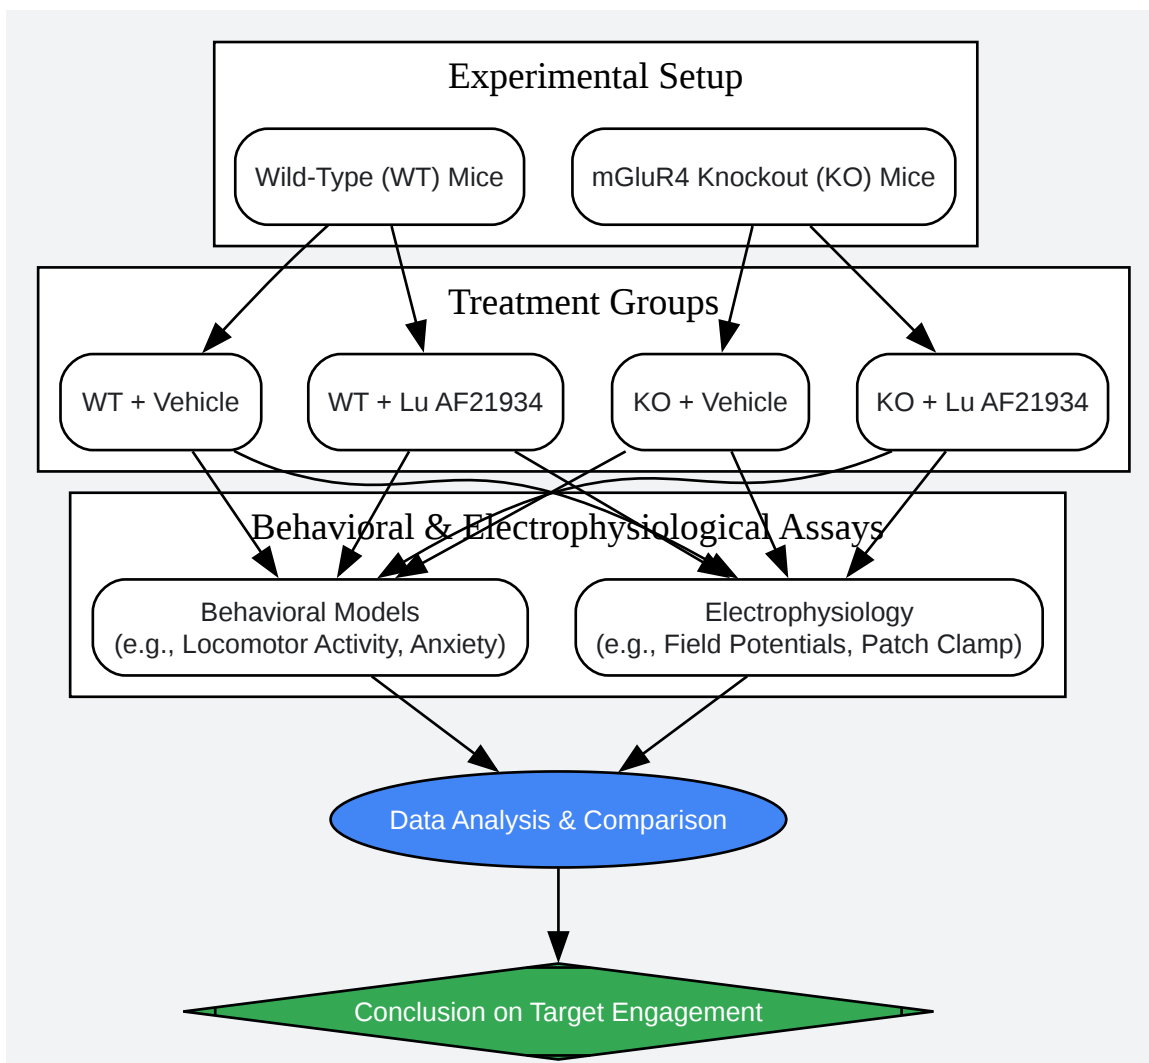 Experimental Setup
Wild-Type (WT) Mice
mGluR4 Knockout (KO) Mice
Treatment Groups
WT + Vehicle
WT + Lu AF21934
KO + Vehicle
KO + Lu AF21934
Behavioral & Electrophysiological Assays
Behavioral Models
(e.g., Locomotor Activity, Anxiety)
Electrophysiology
(e.g., Field Potentials, Patch Clamp)
Data Analysis & Comparison
Conclusion on Target Engagement